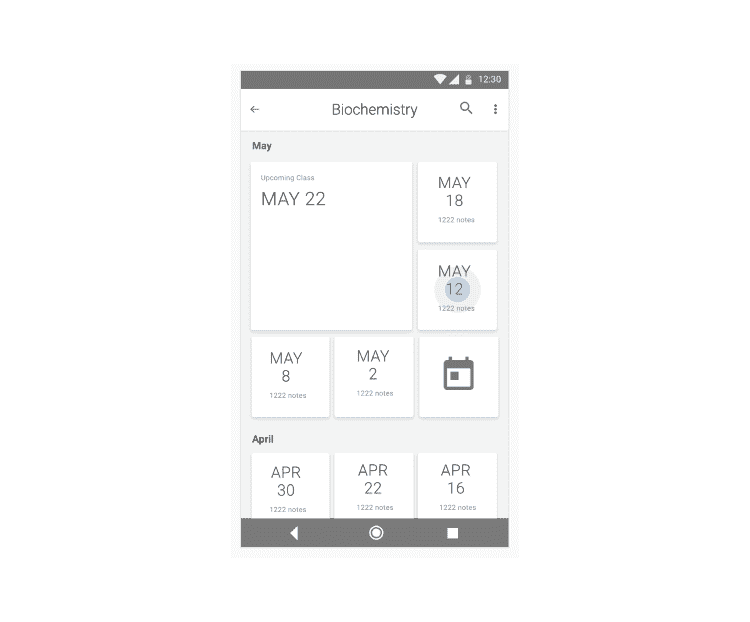 12:30
Biochemistry
May
Upcoming Class
MAY 22
MAY
18
1222 notes
MAY
12
1222 notes
MAY
8
1222 notes
MAY
2
1222 notes
April
APR
30
1222 notes
APR
22
1222 notes
APR
16
1222 notes